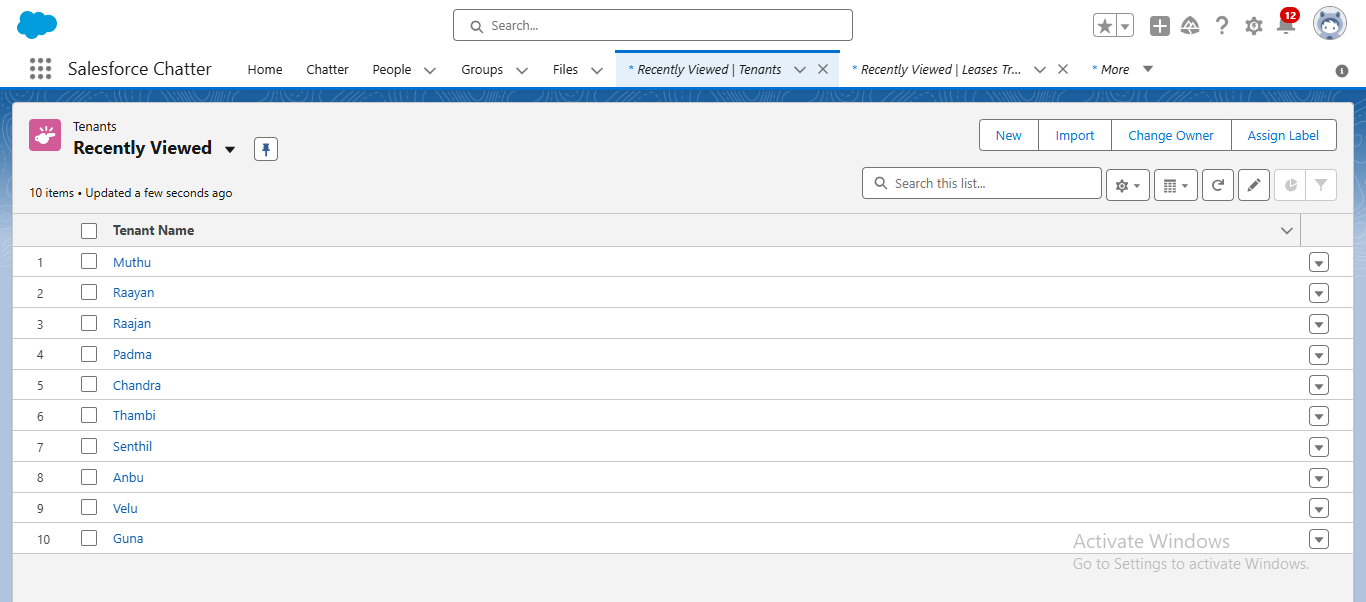 Search...
12
Salesforce Chatter Home Chatter People Groups Files * Recently Viewed | Tenants * Recently Viewed | Leases Tr... * More
Tenants
Recently Viewed
New Import Change Owner Assign Label
10 items • Updated a few seconds ago
Search this list...
Tenant Name
1 Muthu
2 Raayan
3 Raajan
4 Padma
5 Chandra
6 Thambi
7 Senthil
8 Anbu
9 Velu
10 Guna
Activate Windows
Go to Settings to activate Windows.